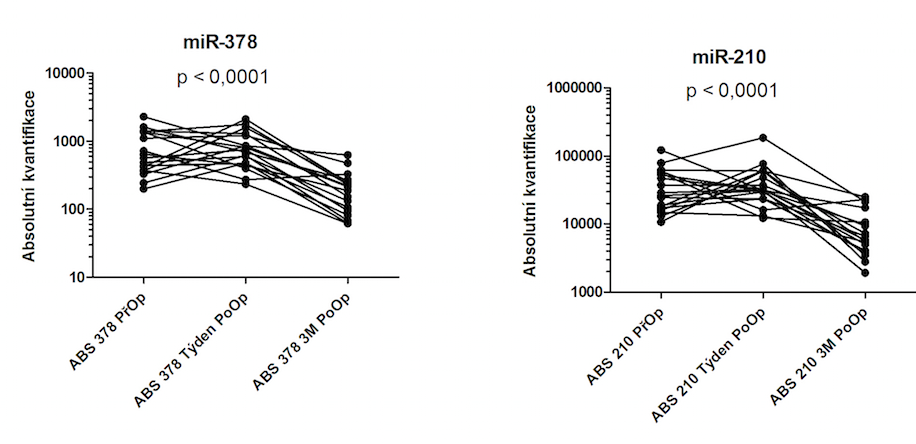 miR-378
p < 0,0001
Absolutní kvantifikace
10000
1000
100
10
ABS 378 PřOp
ABS 378 Týden PoOp
ABS 378 3M PoOp
miR-210
p < 0,0001
Absolutní kvantifikace
1000000
100000
10000
1000
ABS 210 PřOp
ABS 210 Týden PoOp
ABS 210 3M PoOp